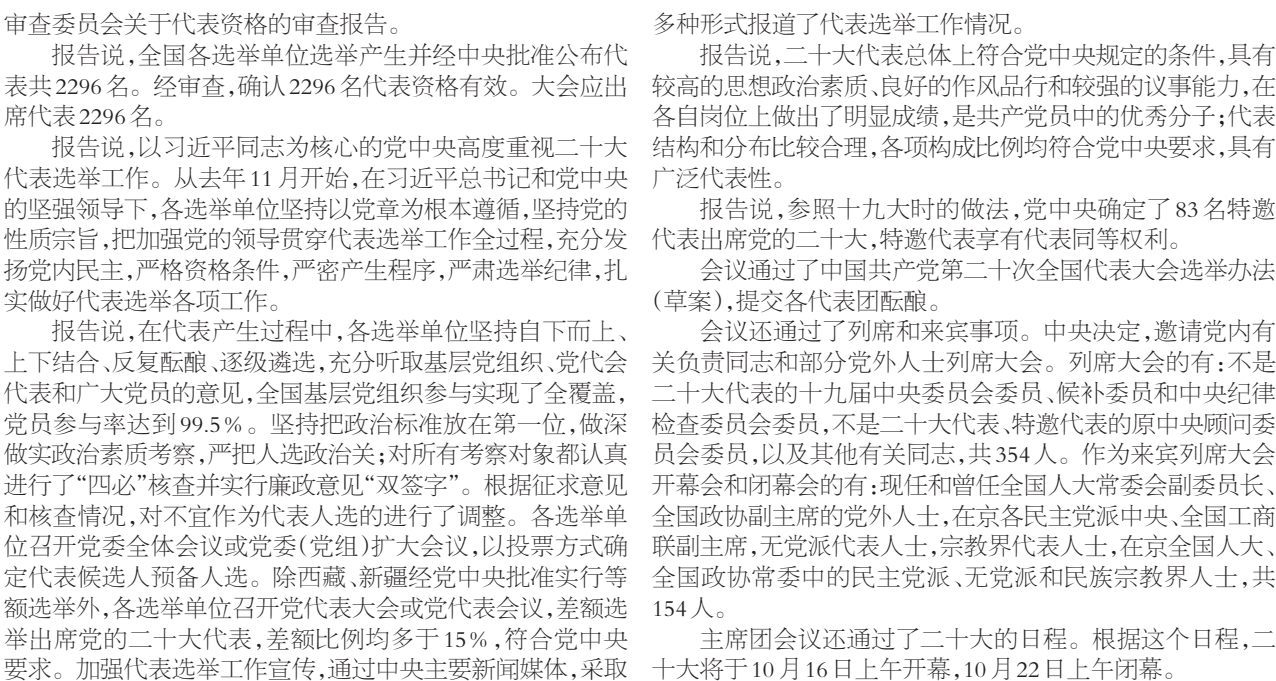 审查委员会关于代表资格的审查报告。
报告说,全国各选举单位选举产生并经中央批准公布代
表共2296名。经审查,确认2296名代表资格有效。大会应出
席代表2296名。
报告说,以习近平同志为核心的党中央高度重视二十大
代表选举工作。从去年11月开始,在习近平总书记和党中央
的坚强领导下,各选举单位坚持以党章为根本遵循,坚持党的
性质宗旨,把加强党的领导贯穿代表选举工作全过程,充分发
扬党内民主,严格资格条件,严密产生程序,严肃选举纪律,扎
实做好代表选举各项工作。
报告说,在代表产生过程中,各选举单位坚持自下而上、
上下结合、反复酝酿、逐级遴选,充分听取基层党组织、党代会
代表和广大党员的意见,全国基层党组织参与实现了全覆盖,
党员参与率达到99.5%。坚持把政治标准放在第一位,做深
做实政治素质考察,严把人选政治关;对所有考察对象都认真
进行了“四必”核查并实行廉政意见“双签字”。根据征求意见
和核查情况,对不宜作为代表人选的进行了调整。各选举单
位召开党委全体会议或党委(党组)扩大会议,以投票方式确
定代表候选人预备人选。除西藏、新疆经党中央批准实行等
额选举外,各选举单位召开党代表大会或党代表会议,差额选
举出席党的二十大代表,差额比例均多于15%,符合党中央
要求。加强代表选举工作宣传,通过中央主要新闻媒体,采取
多种形式报道了代表选举工作情况。
报告说,二十大代表总体上符合党中央规定的条件,具有
较高的思想政治素质、良好的作风品行和较强的议事能力,在
各自岗位上做出了明显成绩,是共产党员中的优秀分子;代表
结构和分布比较合理,各项构成比例均符合党中央要求,具有
广泛代表性。
报告说,参照十九大时的做法,党中央确定了83名特邀
代表出席党的二十大,特邀代表享有代表同等权利。
会议通过了中国共产党第二十次全国代表大会选举办法
(草案),提交各代表团酝酿。
会议还通过了列席和来宾事项。中央决定,邀请党内有
关负责同志和部分党外人士列席大会。列席大会的有:不是
二十大代表的十九届中央委员会委员、候补委员和中央纪律
检查委员会委员,不是二十大代表、特邀代表的原中央顾问委
员会委员,以及其他有关同志,共354人。作为来宾列席大会
开幕会和闭幕会的有:现任和曾任全国人大常委会副委员长、
全国政协副主席的党外人士,在京各民主党派中央、全国工商
联副主席,无党派代表人士,宗教界代表人士,在京全国人大、
全国政协常委中的民主党派、无党派和民族宗教界人士,共
154人。
主席团会议还通过了二十大的日程。根据这个日程,二
十大将于10月16日上午开幕,10月22日上午闭幕。